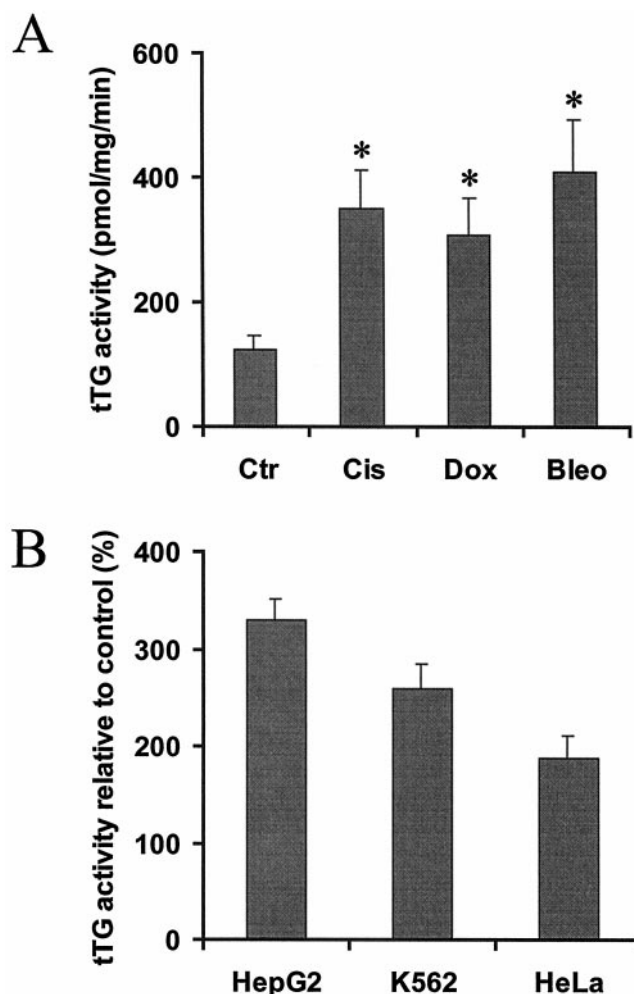 A
tTG activity (pmol/mg/min)
600
400
200
0
* * *
Ctr Cis Dox Bleo
B
tTG activity relative to control (%)
400
300
200
100
0
HepG2 K562 HeLa